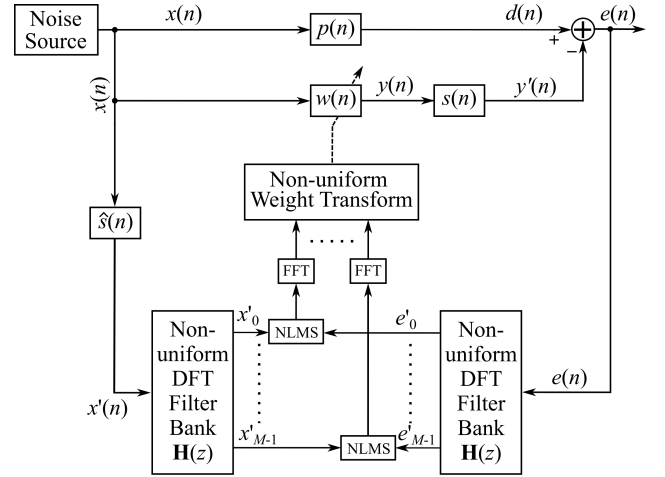 Noise
Source
x(n)
p(n)
d(n)
e(n)
+
−
x(n)
w(n)
y(n)
s(n)
y′(n)
ŝ(n)
Non-uniform
Weight Transform
. . . . .
FFT
FFT
x'(n)
Non-
uniform
DFT
Filter
Bank
H(z)
x'0
NLMS
e'0
x'M-1
NLMS
e'M-1
Non-
uniform
DFT
Filter
Bank
H(z)
e(n)